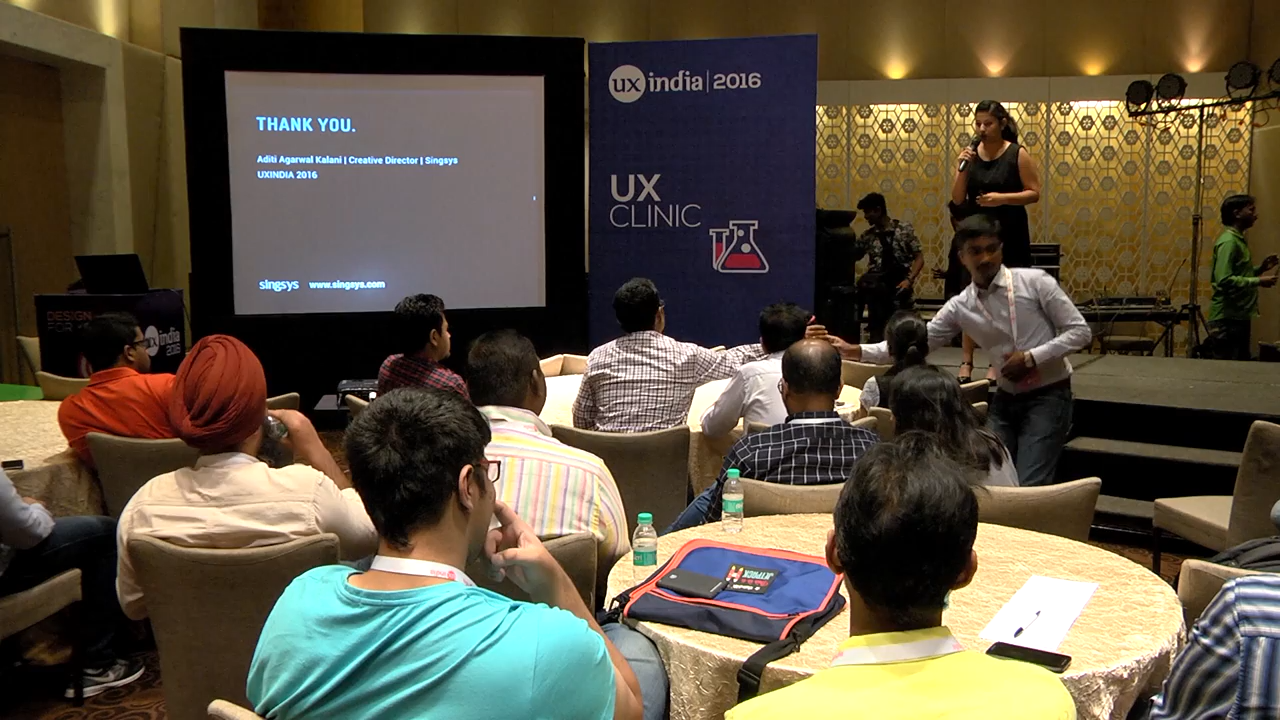 THANK YOU.
Aditi Agarwal Kalani | Creative Director | Singsys
UXINDIA 2016
singsys www.singsys.com
ux india | 2016
UX
CLINIC
DESIGN
FOR
ux india
2016